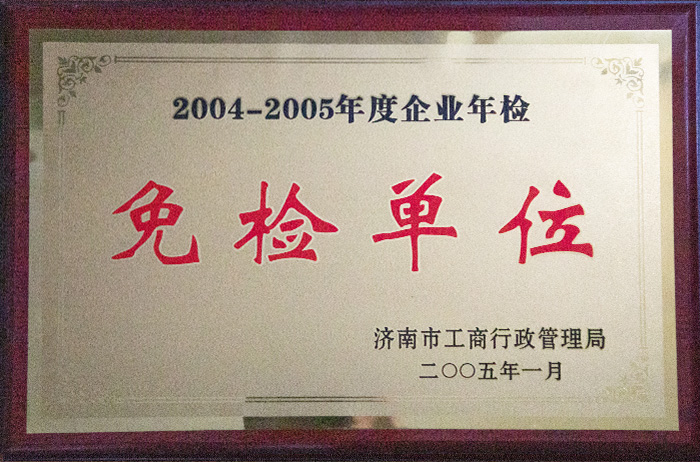 2004-2005年度企业年检
免检单位
济南市工商行政管理局
二〇〇五年一月